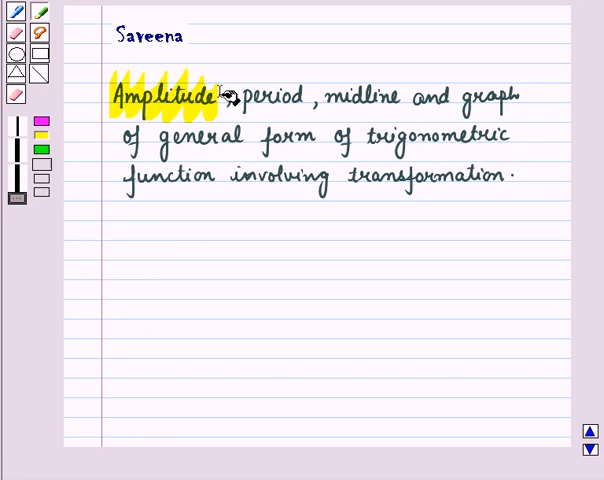 Saveena
Amplitude, period, midline and graph
of general form of trigonometric
function involving transformation.